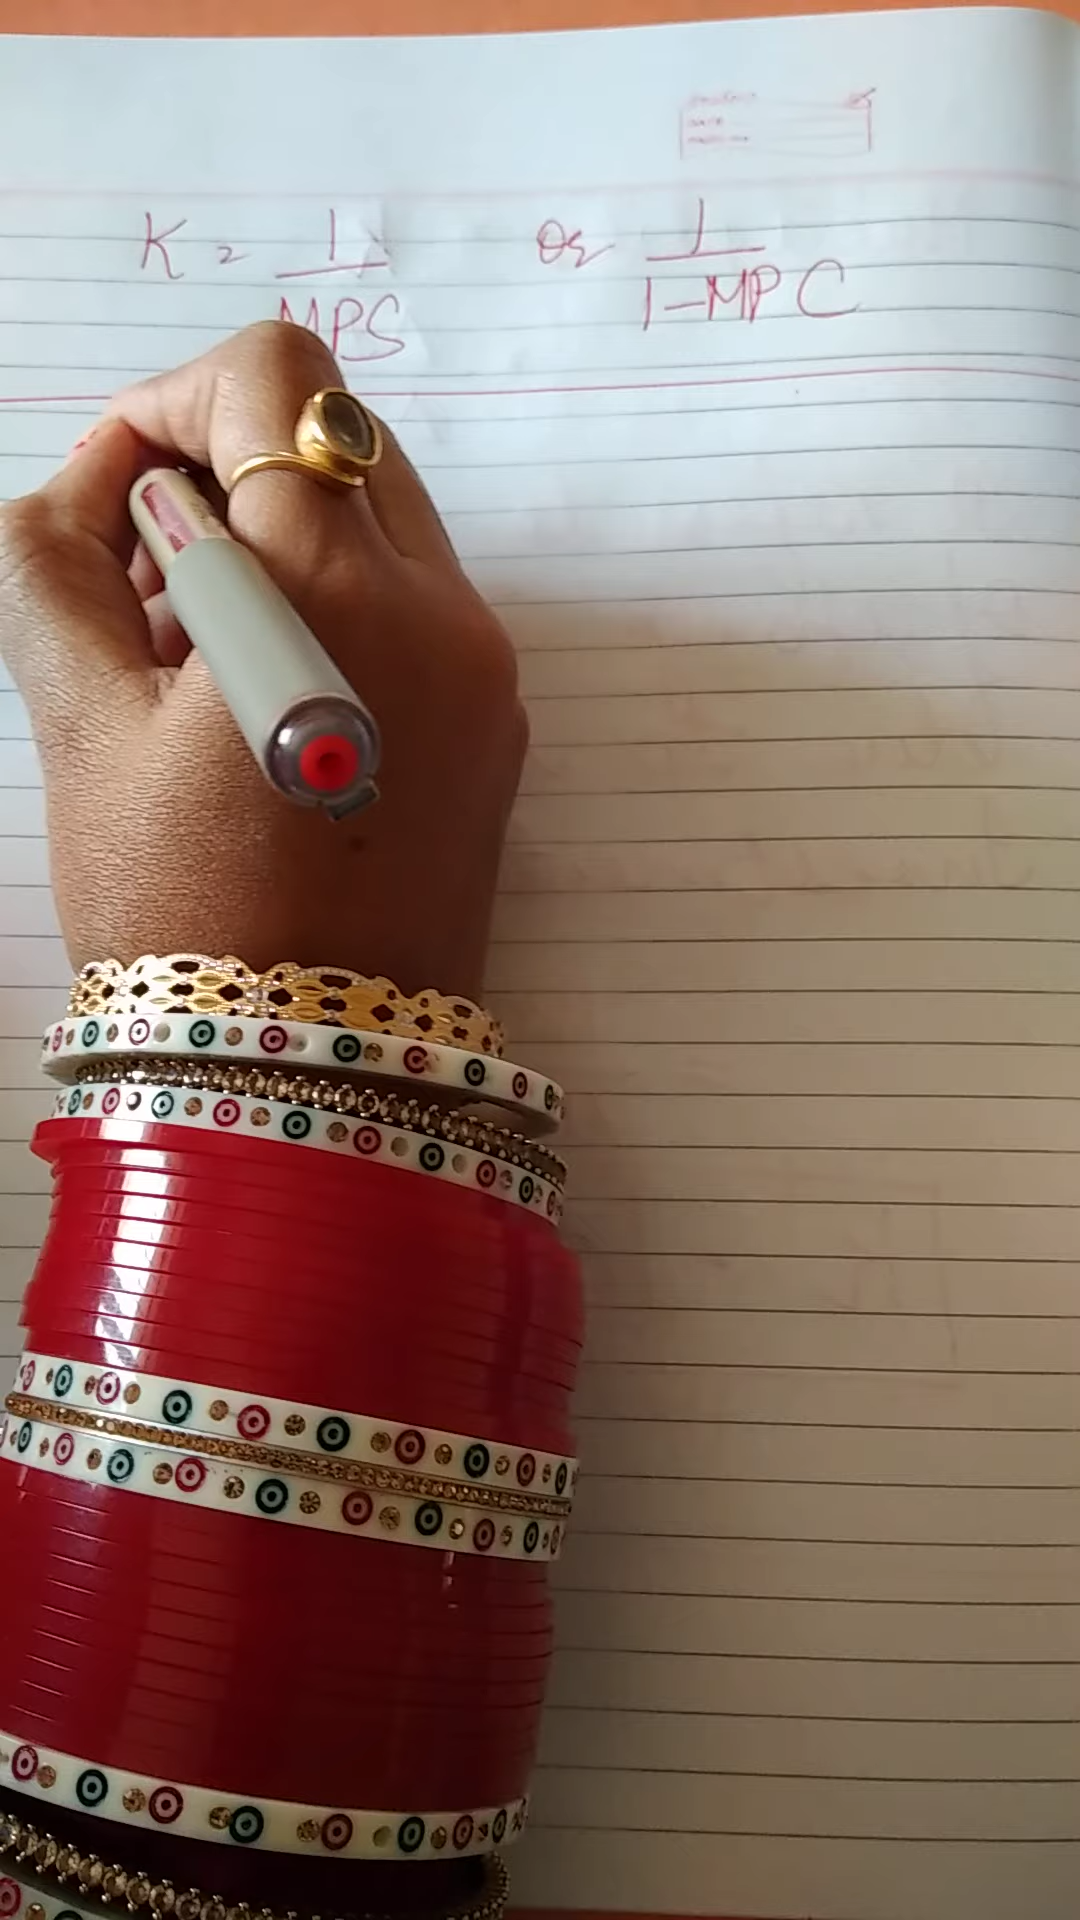 K = 1/MPS or 1/1-MPC